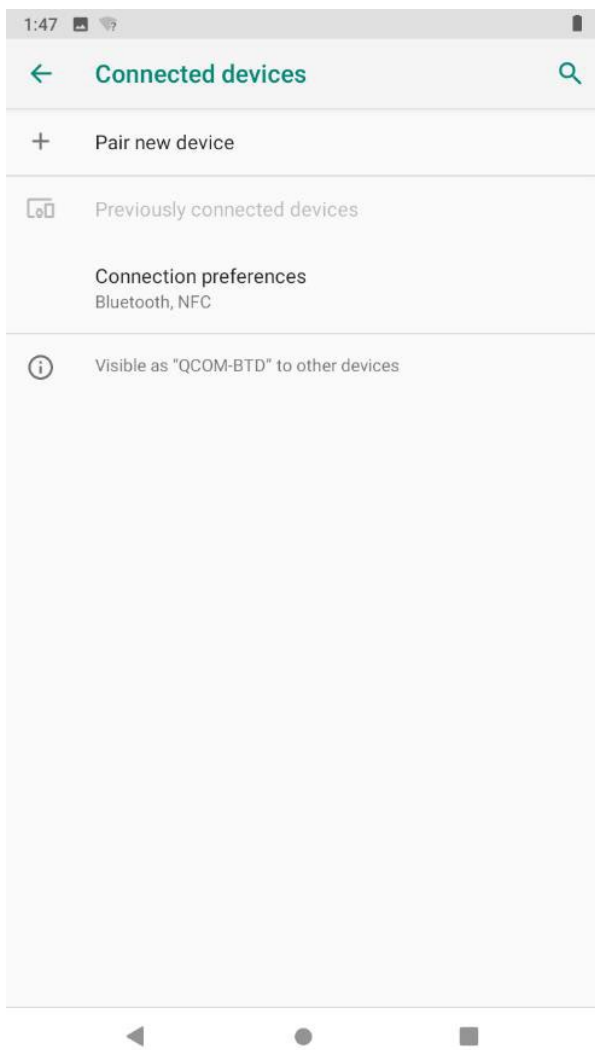 1:47
Connected devices
Pair new device
Previously connected devices
Connection preferences
Bluetooth, NFC
Visible as "QCOM-BTD" to other devices